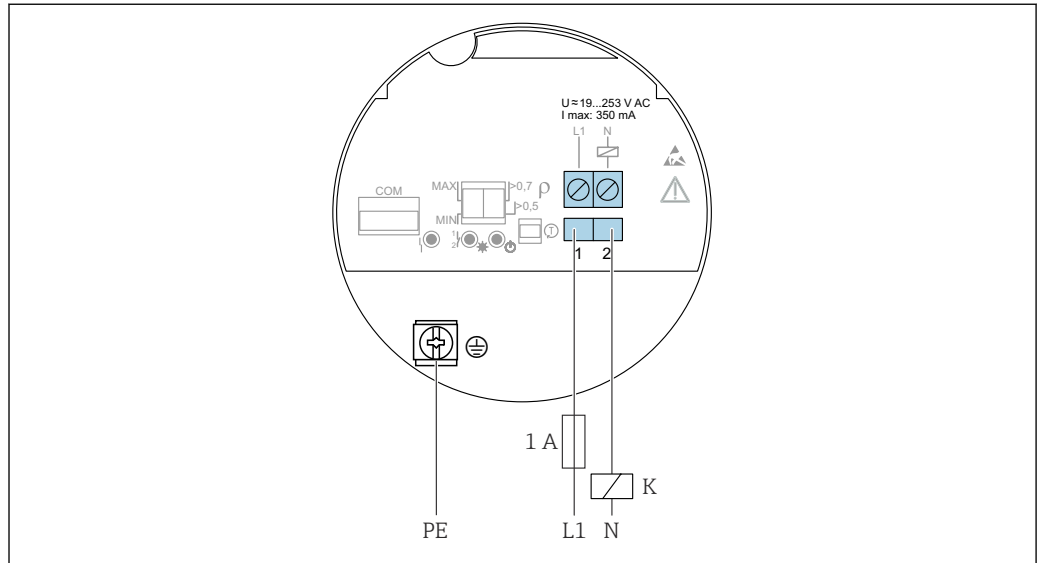 U ≈ 19...253 V AC
I max: 350 mA
L1 N
COM
MAX >0,7 ρ
>0,5
MIN
1
2
T
1 2
1 A
K
PE L1 N